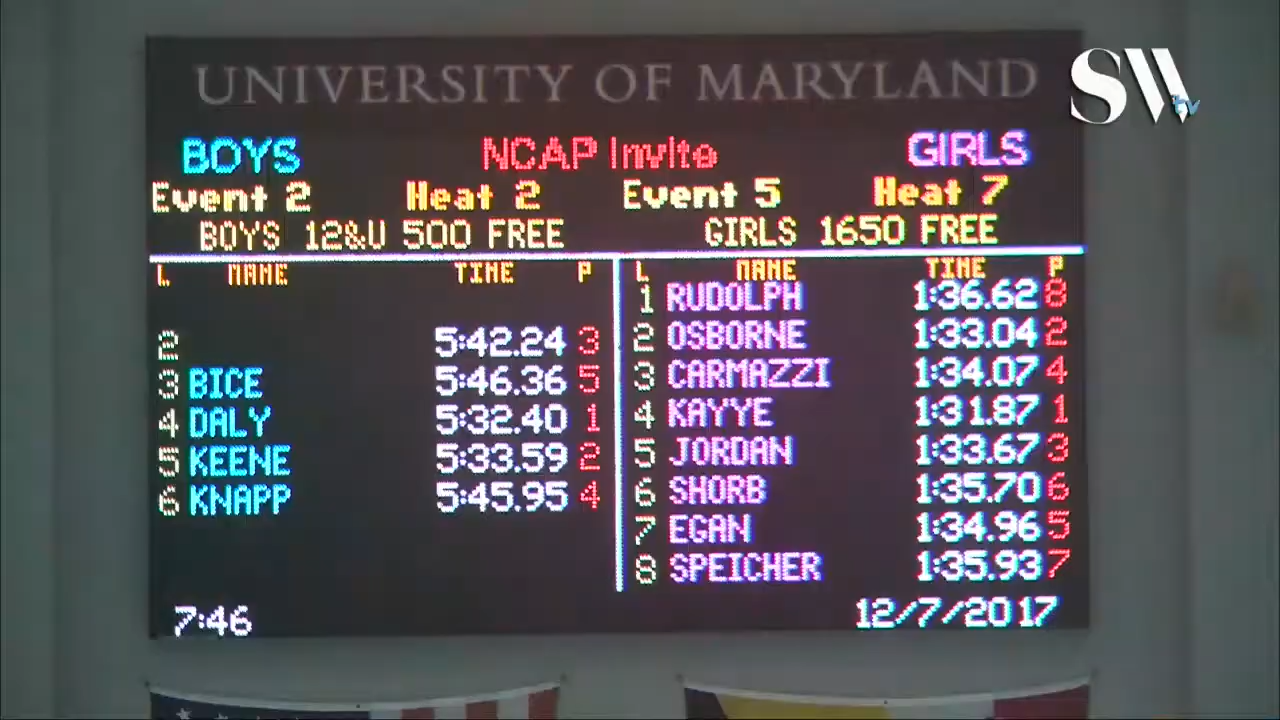 UNIVERSITY OF MARYLAND
SW
tv
BOYS NCAP Invite GIRLS
Event 2 Heat 2 Event 5 Heat 7
BOYS 12&U 500 FREE GIRLS 1650 FREE
L NAME TIME P L NAME TIME P
1 RUDOLPH 1:36.62 8
2 5:42.24 3 2 OSBORNE 1:33.04 2
3 BICE 5:46.36 5 3 CARMAZZI 1:34.07 4
4 DALY 5:32.40 1 4 KAYYE 1:31.87 1
5 KEENE 5:33.59 2 5 JORDAN 1:33.67 3
6 KNAPP 5:45.95 4 6 SHORB 1:35.70 6
7 EGAN 1:34.96 5
8 SPEICHER 1:35.93 7
7:46 12/7/2017